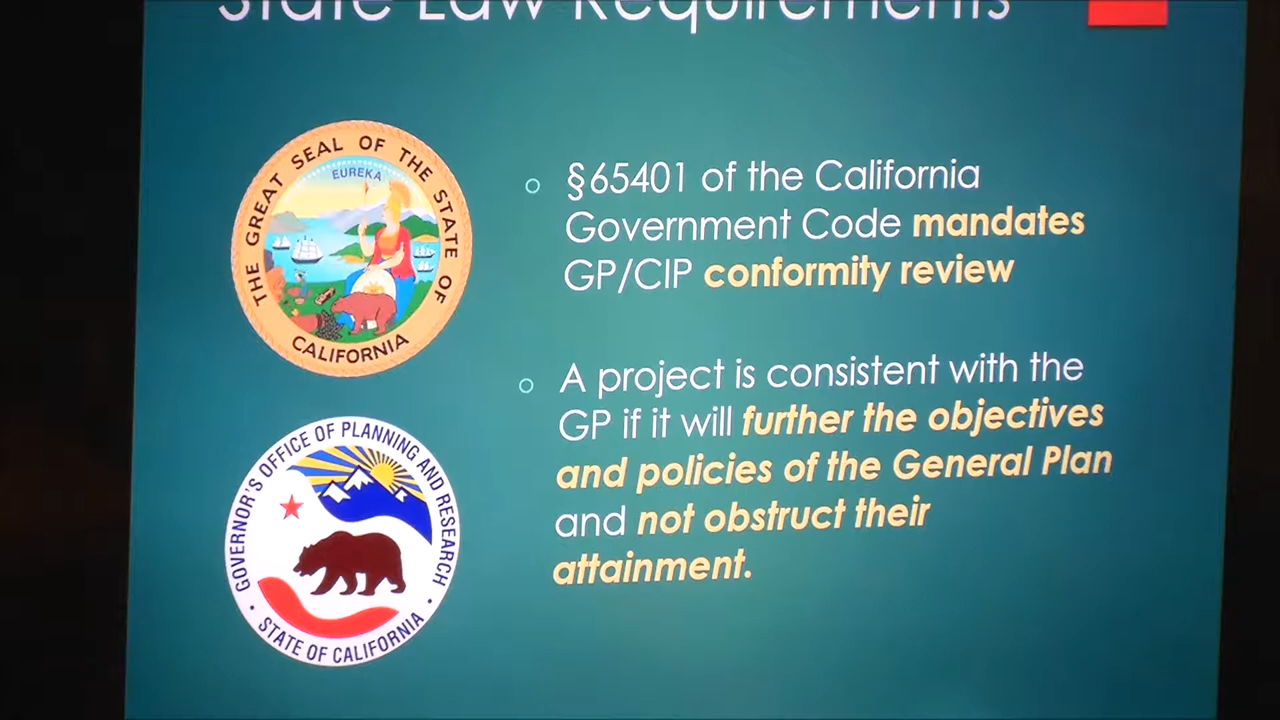 State Law Requirements
THE GREAT SEAL OF THE STATE OF CALIFORNIA
EUREKA
§65401 of the California
Government Code mandates
GP/CIP conformity review
A project is consistent with the
GP if it will further the objectives
and policies of the General Plan
and not obstruct their
attainment.
GOVERNOR'S OFFICE OF PLANNING AND RESEARCH
STATE OF CALIFORNIA